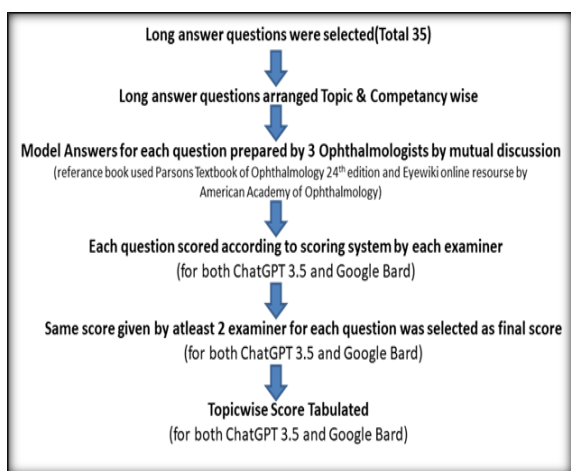 Long answer questions were selected(Total 35)
Long answer questions arranged Topic & Competancy wise
Model Answers for each question prepared by 3 Ophthalmologists by mutual discussion
(referance book used Parsons Textbook of Ophthalmology 24th edition and Eyewiki online resourse by
American Academy of Ophthalmology)
Each question scored according to scoring system by each examiner
(for both ChatGPT 3.5 and Google Bard)
Same score given by atleast 2 examiner for each question was selected as final score
(for both ChatGPT 3.5 and Google Bard)
Topicwise Score Tabulated
(for both ChatGPT 3.5 and Google Bard)